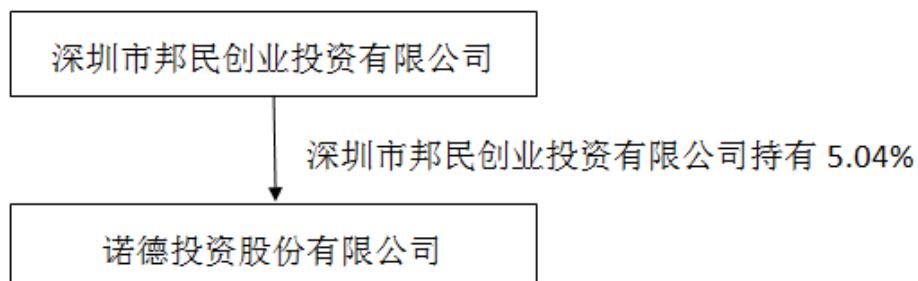 深圳市邦民创业投资有限公司
深圳市邦民创业投资有限公司持有 5.04%
诺德投资股份有限公司